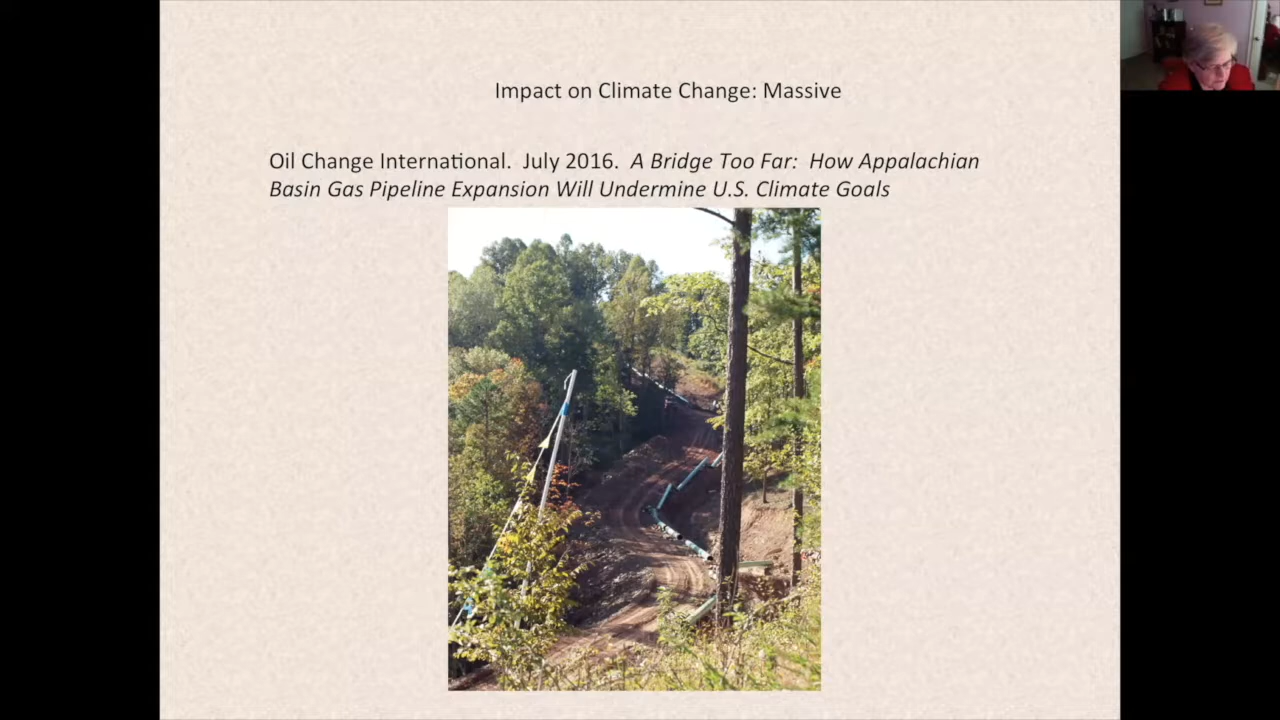 Impact on Climate Change: Massive
Oil Change International.  July 2016.  A Bridge Too Far:  How Appalachian
Basin Gas Pipeline Expansion Will Undermine U.S. Climate Goals